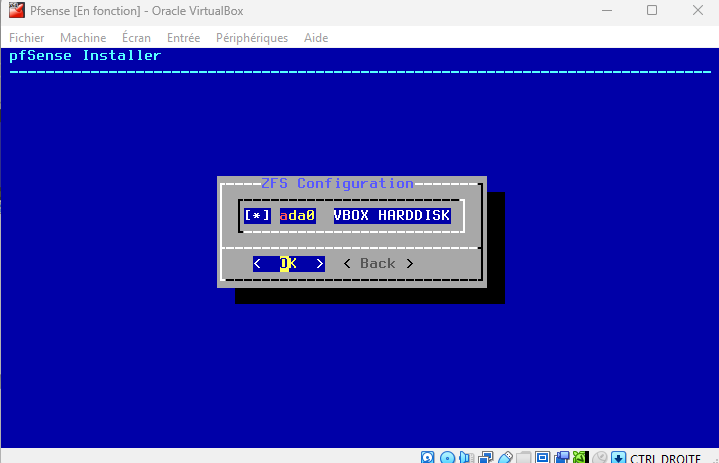 Pfsense [En fonction] - Oracle VirtualBox
Fichier Machine Écran Entrée Périphériques Aide
pfSense Installer
ZFS Configuration
[*] ada0 VBOX HARDDISK
< OK > < Back >
CTRL DROITE